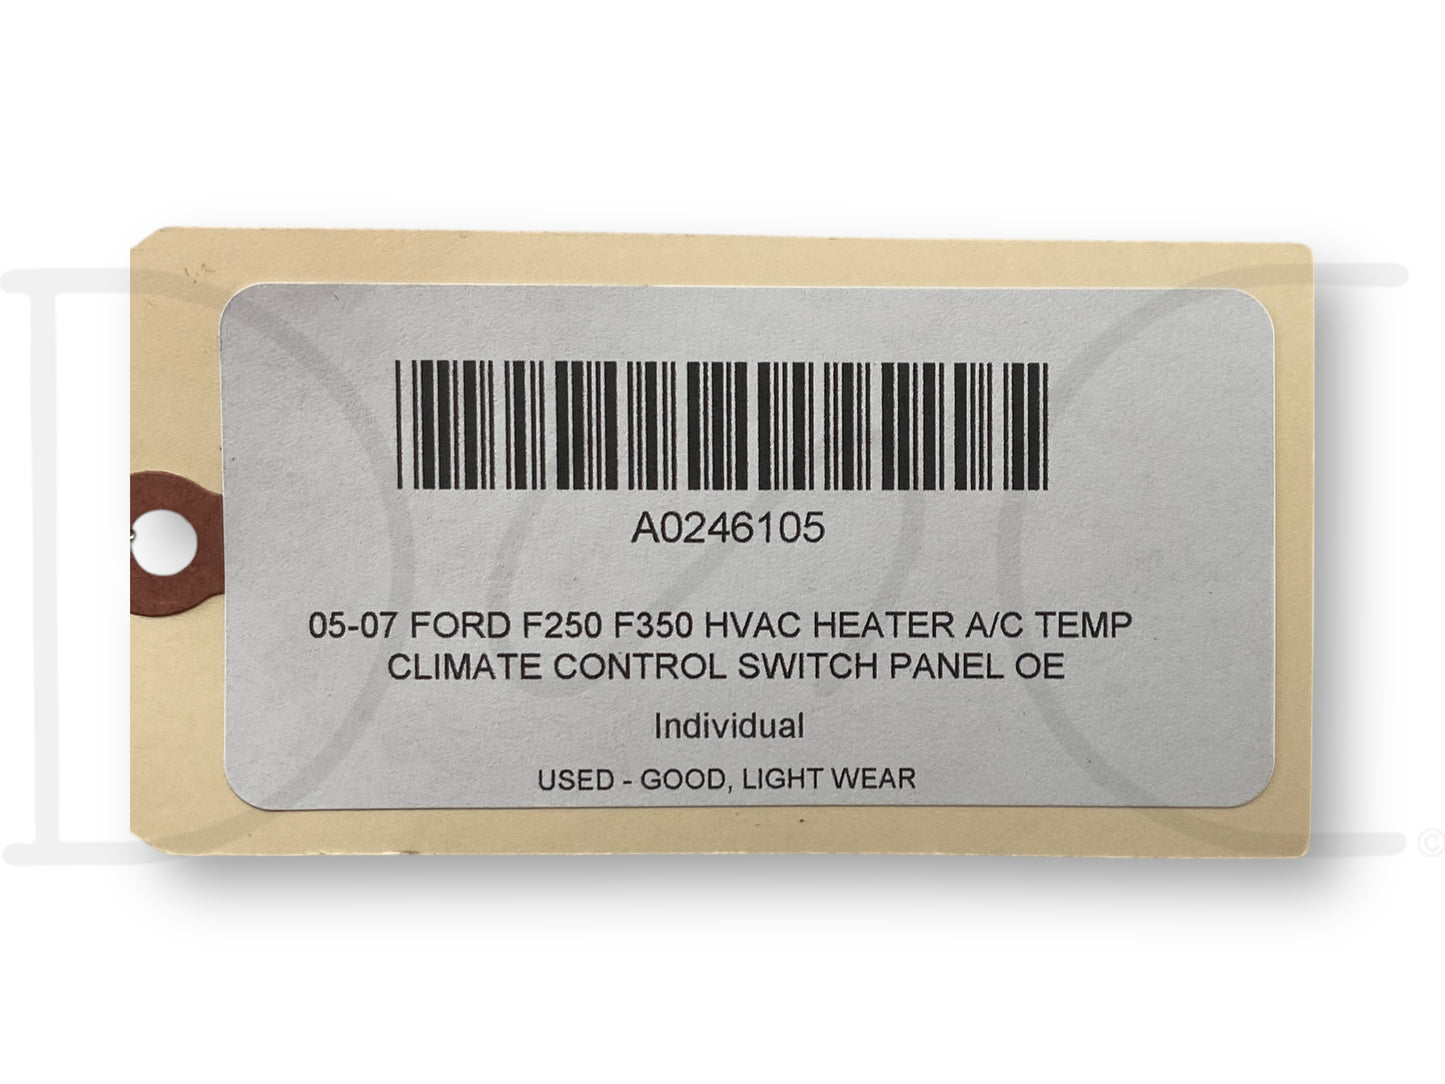 A0246105
05-07 FORD F250 F350 HVAC HEATER A/C TEMP
CLIMATE CONTROL SWITCH PANEL OE
Individual
USED - GOOD, LIGHT WEAR
©